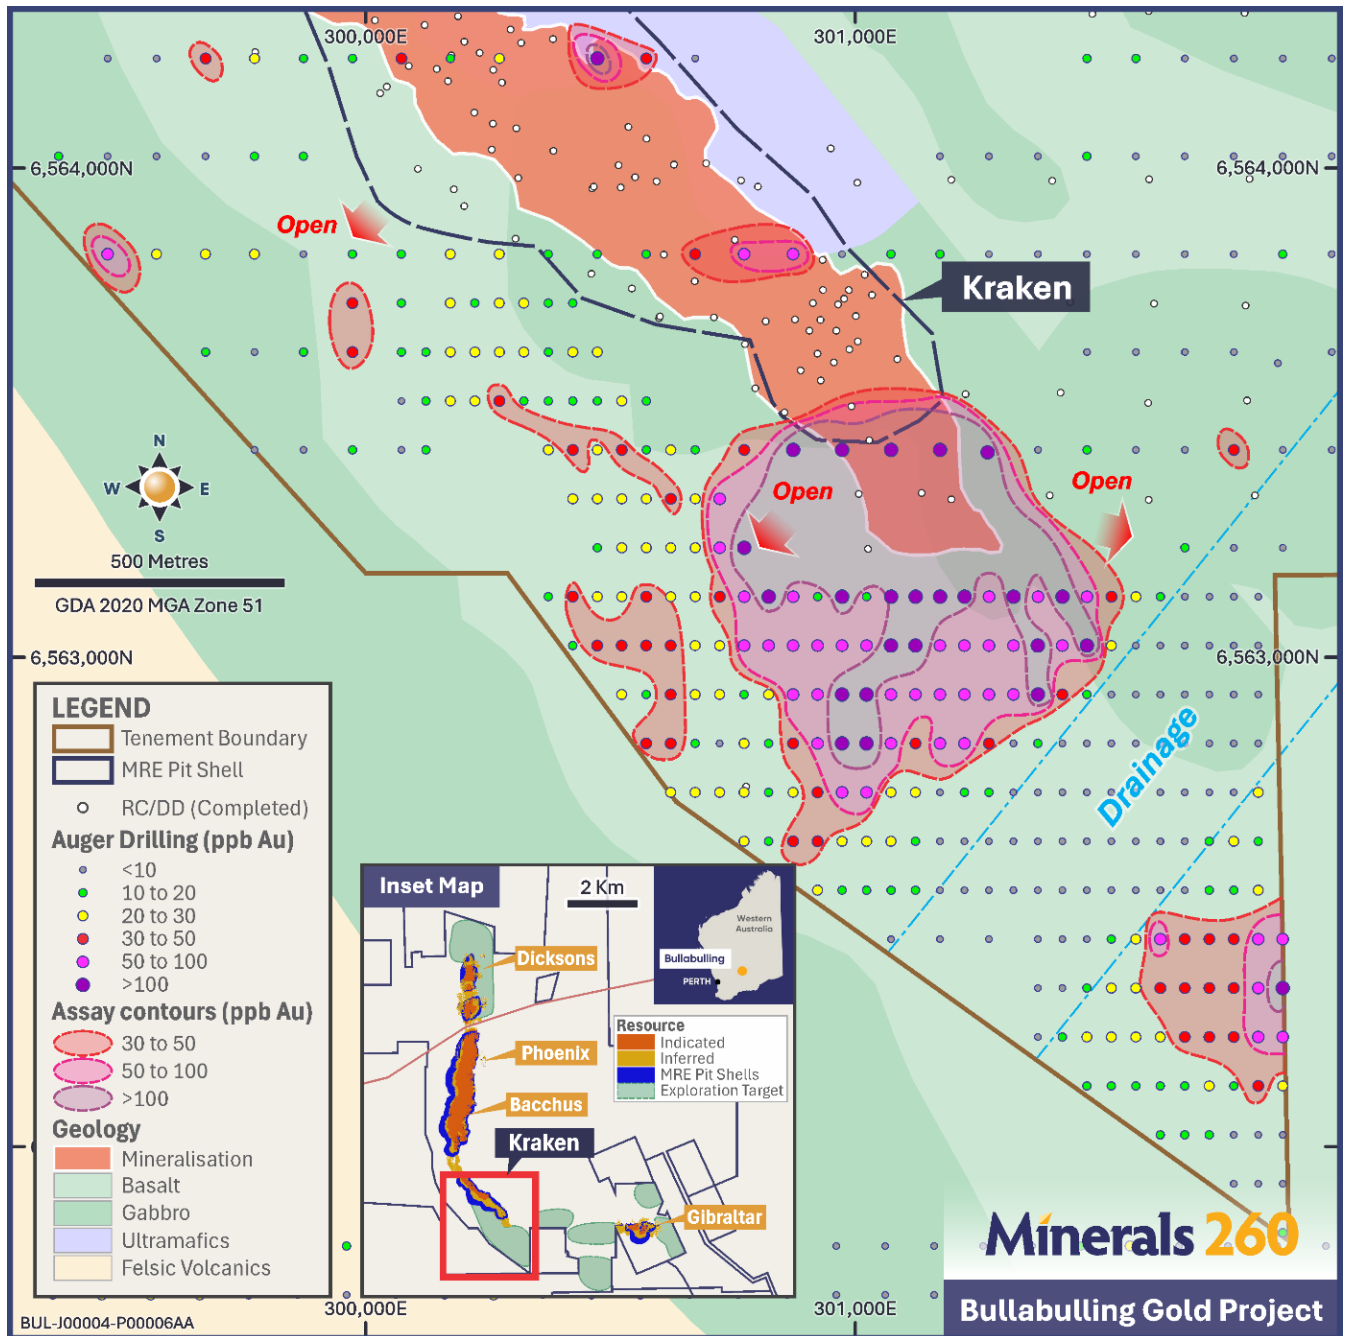 300,000E
301,000E
6,564,000N
6,564,000N
Open
Kraken
Open
Open
N
W
E
S
500 Metres
GDA 2020 MGA Zone 51
6,563,000N
6,563,000N
Drainage
LEGEND
Tenement Boundary
MRE Pit Shell
RC/DD (Completed)
Auger Drilling (ppb Au)
<10
10 to 20
20 to 30
30 to 50
50 to 100
>100
Assay contours (ppb Au)
30 to 50
50 to 100
>100
Geology
Mineralisation
Basalt
Gabbro
Ultramafics
Felsic Volcanics
Inset Map
2 Km
Western
Australia
Bullabulling
PERTH
Dicksons
Phoenix
Bacchus
Kraken
Gibraltar
Resource
Indicated
Inferred
MRE Pit Shells
Exploration Target
Minerals 260
Bullabulling Gold Project
300,000E
301,000E
BUL-J00004-P00006AA